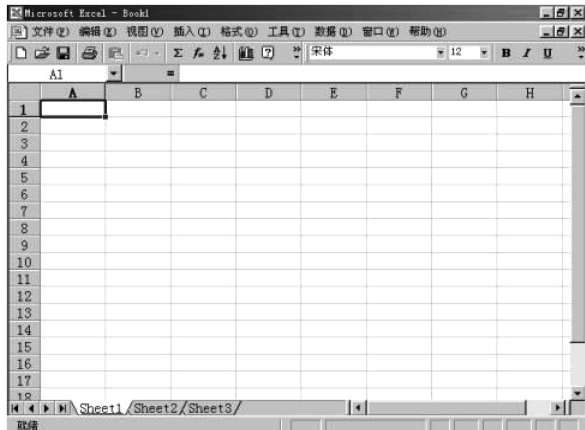 Microsoft Excel - Book1
文件(F) 编辑(E) 视图(V) 插入(I) 格式(O) 工具(T) 数据(D) 窗口(W) 帮助(H)
Σ fx 宋体 12 B I U
A1 =
A B C D E F G H
1
2
3
4
5
6
7
8
9
10
11
12
13
14
15
16
17
18
Sheet1 Sheet2 Sheet3
就绪